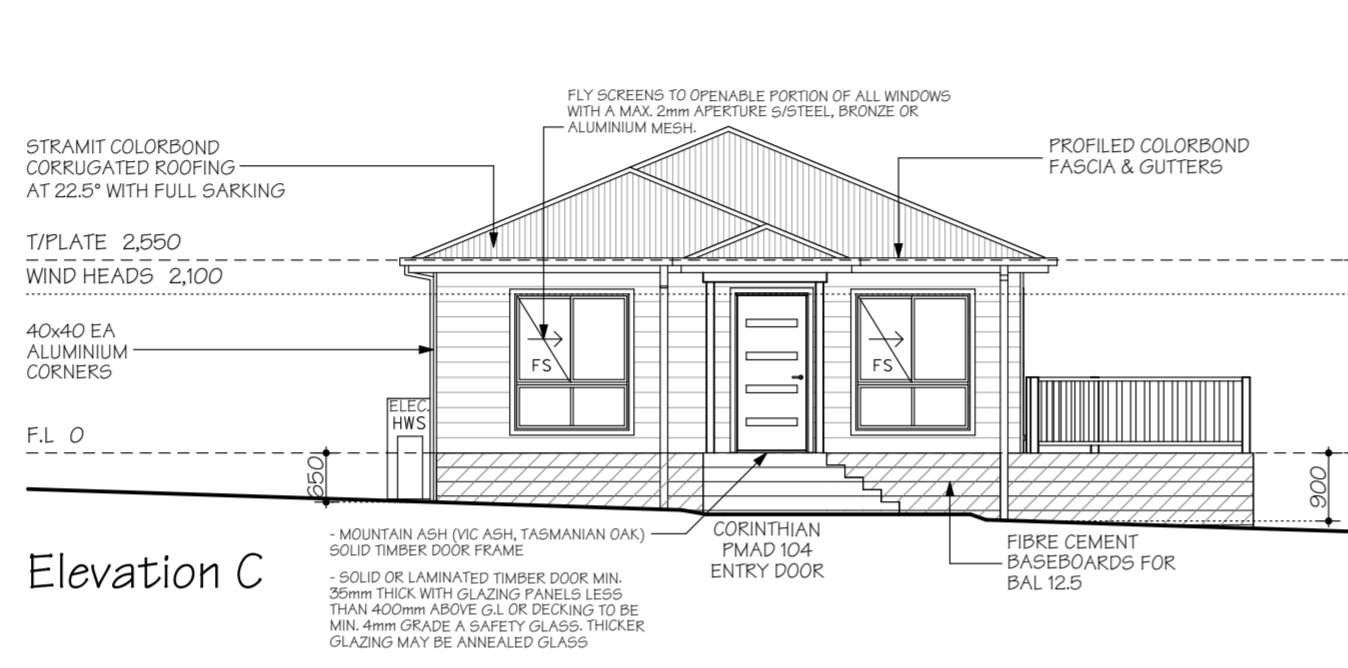 FLY SCREENS TO OPENABLE PORTION OF ALL WINDOWS
WITH A MAX. 2mm APERTURE S/STEEL, BRONZE OR
ALUMINIUM MESH.
STRAMIT COLORBOND
CORRUGATED ROOFING
AT 22.5° WITH FULL SARKING
PROFILED COLORBOND
FASCIA & GUTTERS
T/PLATE 2,550
WIND HEADS 2,100
40x40 EA
ALUMINIUM
CORNERS
FS
FS
ELEC.
HWS
F.L 0
650
900
- MOUNTAIN ASH (VIC ASH, TASMANIAN OAK)
SOLID TIMBER DOOR FRAME
- SOLID OR LAMINATED TIMBER DOOR MIN.
35mm THICK WITH GLAZING PANELS LESS
THAN 400mm ABOVE G.L OR DECKING TO BE
MIN. 4mm GRADE A SAFETY GLASS. THICKER
GLAZING MAY BE ANNEALED GLASS
CORINTHIAN
PMAD 104
ENTRY DOOR
FIBRE CEMENT
BASEBOARDS FOR
BAL 12.5
Elevation C